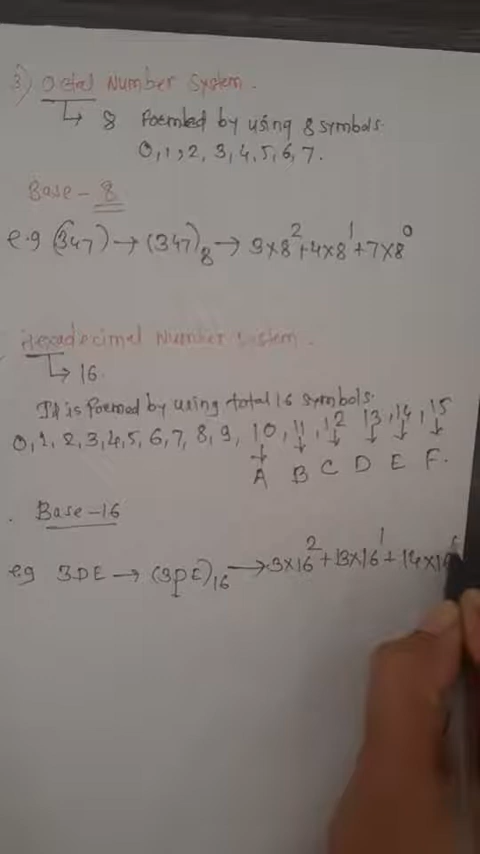 3) Octal Number System.
8 Formed by using 8 symbols.
0,1,2,3,4,5,6,7.
Base - 8
e.g (347) → (347)₈ → 3×8²+4×8¹+7×8⁰
Hexadecimal Number System.
16
It is formed by using total 16 symbols.
0,1,2,3,4,5,6,7,8,9,10,11,12,13,14,15
A B C D E F.
Base-16
eg 3DE → (3DE)₁₆ → 3×16²+13×16¹+14×